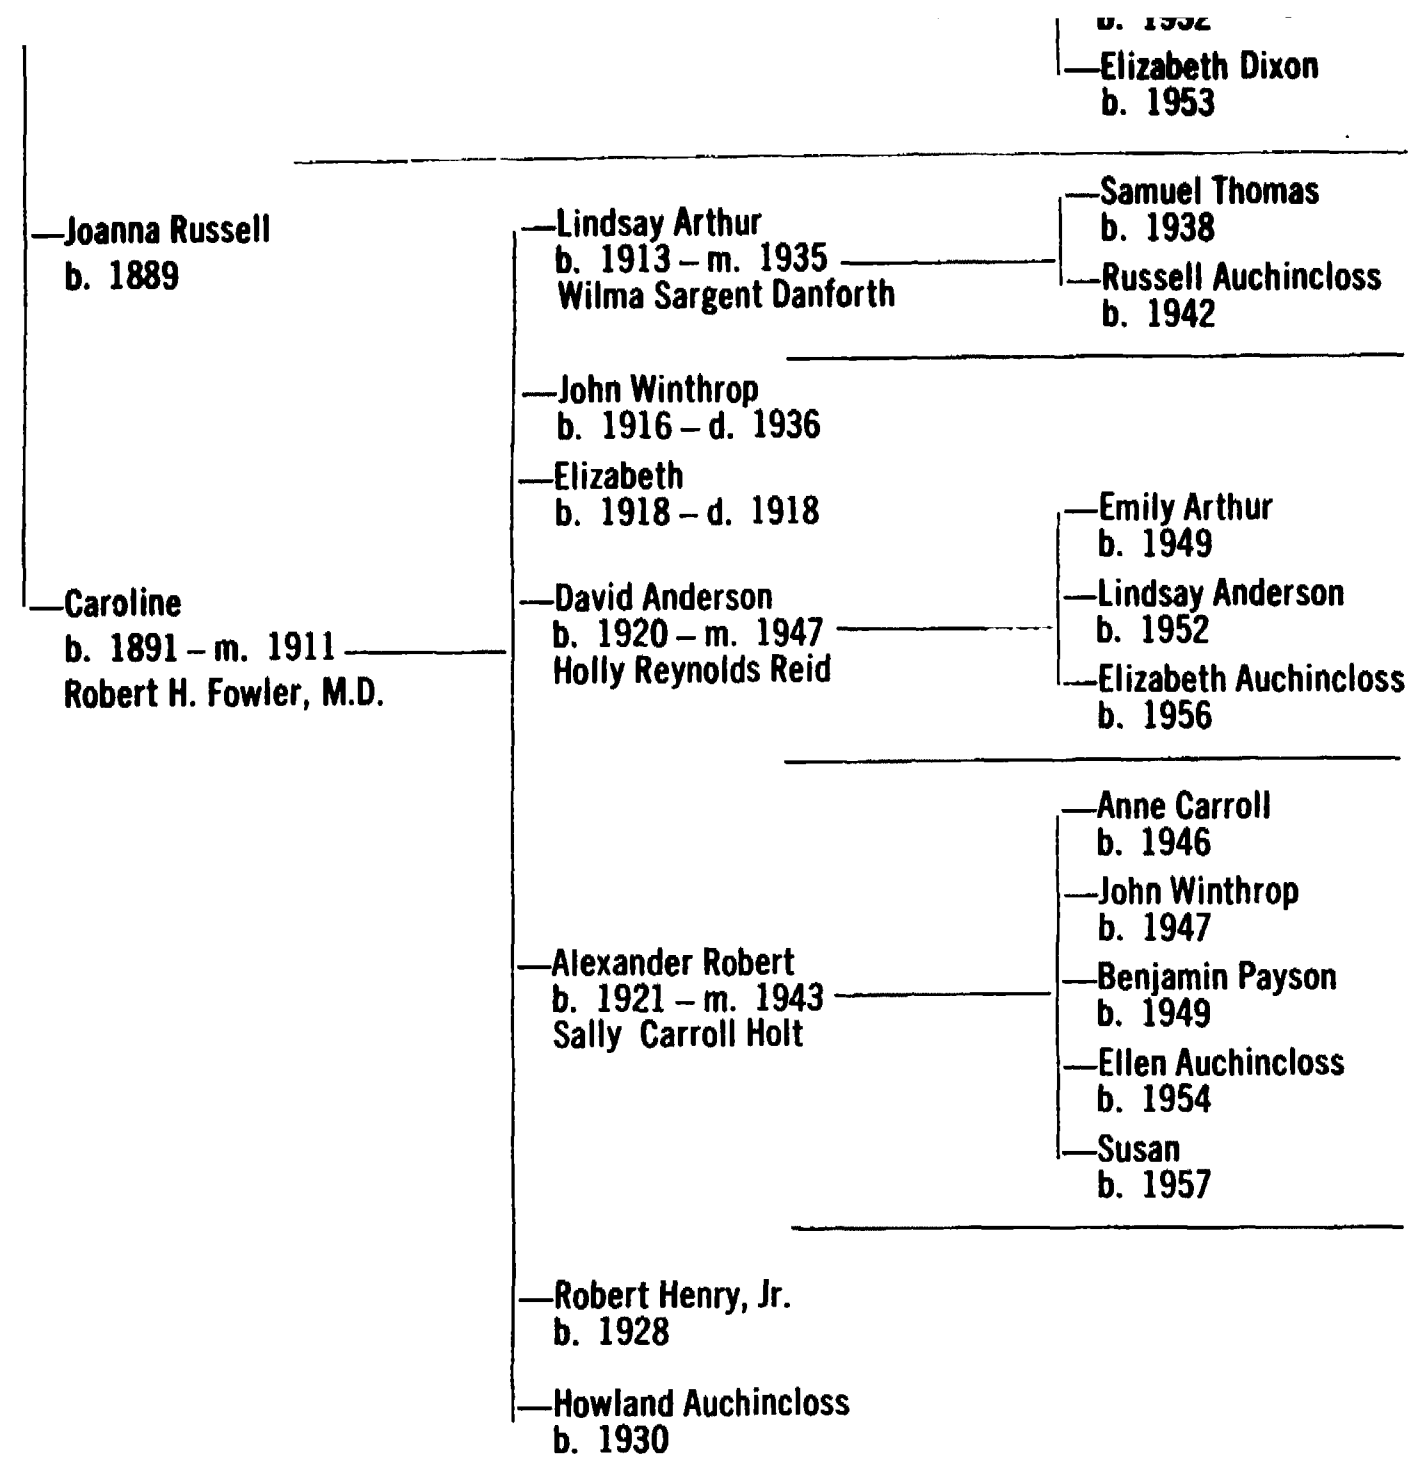 b. 1952
Elizabeth Dixon
b. 1953
Joanna Russell
b. 1889
Lindsay Arthur
b. 1913 – m. 1935
Wilma Sargent Danforth
Samuel Thomas
b. 1938
Russell Auchincloss
b. 1942
John Winthrop
b. 1916 – d. 1936
Elizabeth
b. 1918 – d. 1918
Caroline
b. 1891 – m. 1911
Robert H. Fowler, M.D.
David Anderson
b. 1920 – m. 1947
Holly Reynolds Reid
Emily Arthur
b. 1949
Lindsay Anderson
b. 1952
Elizabeth Auchincloss
b. 1956
Alexander Robert
b. 1921 – m. 1943
Sally Carroll Holt
Anne Carroll
b. 1946
John Winthrop
b. 1947
Benjamin Payson
b. 1949
Ellen Auchincloss
b. 1954
Susan
b. 1957
Robert Henry, Jr.
b. 1928
Howland Auchincloss
b. 1930